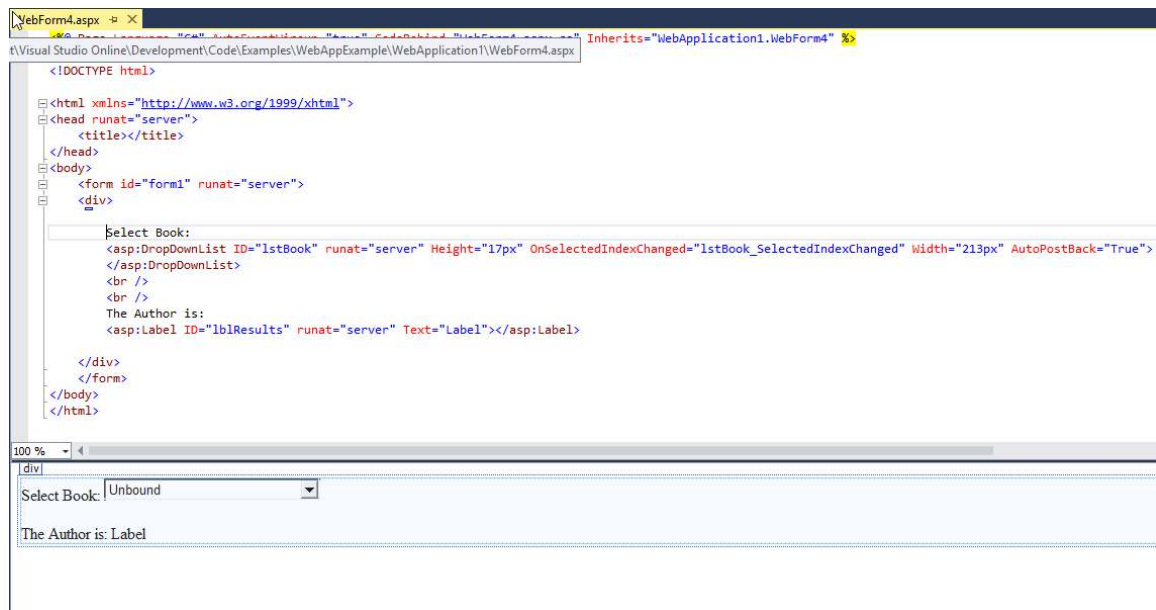 WebForm4.aspx
Inherits="WebApplication1.WebForm4" %>
t\Visual Studio Online\Development\Code\Examples\WebAppExample\WebApplication1\WebForm4.aspx
<!DOCTYPE html>
<html xmlns="http://www.w3.org/1999/xhtml">
<head runat="server">
<title></title>
</head>
<body>
<form id="form1" runat="server">
<div>
Select Book:
<asp:DropDownList ID="lstBook" runat="server" Height="17px" OnSelectedIndexChanged="lstBook_SelectedIndexChanged" Width="213px" AutoPostBack="True">
</asp:DropDownList>
<br />
<br />
The Author is:
<asp:Label ID="lblResults" runat="server" Text="Label"></asp:Label>
</div>
</form>
</body>
</html>
100 %
div
Select Book: Unbound
The Author is: Label